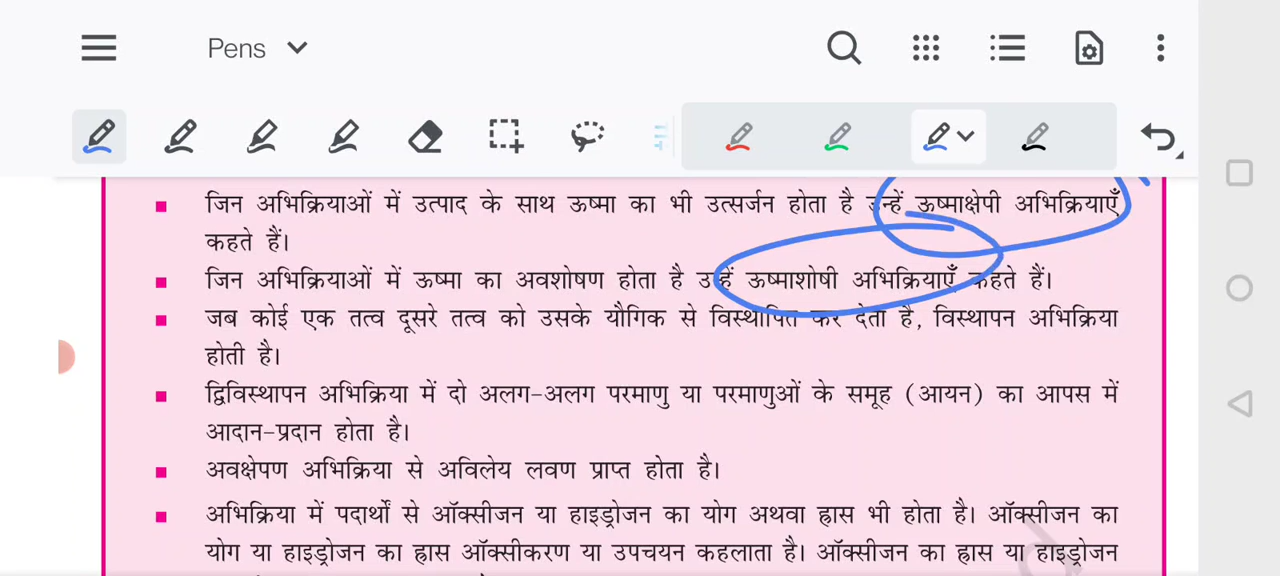 Pens
जिन अभिक्रियाओं में उत्पाद के साथ ऊष्मा का भी उत्सर्जन होता है उन्हें ऊष्माक्षेपी अभिक्रियाएँ
कहते हैं।
जिन अभिक्रियाओं में ऊष्मा का अवशोषण होता है उन्हें ऊष्माशोषी अभिक्रियाएँ कहते हैं।
जब कोई एक तत्व दूसरे तत्व को उसके यौगिक से विस्थापित कर देता है, विस्थापन अभिक्रिया
होती है।
द्विविस्थापन अभिक्रिया में दो अलग-अलग परमाणु या परमाणुओं के समूह (आयन) का आपस में
आदान-प्रदान होता है।
अवक्षेपण अभिक्रिया से अविलेय लवण प्राप्त होता है।
अभिक्रिया में पदार्थों से ऑक्सीजन या हाइड्रोजन का योग अथवा ह्रास भी होता है। ऑक्सीजन का
योग या हाइड्रोजन का ह्रास ऑक्सीकरण या उपचयन कहलाता है। ऑक्सीजन का ह्रास या हाइड्रोजन